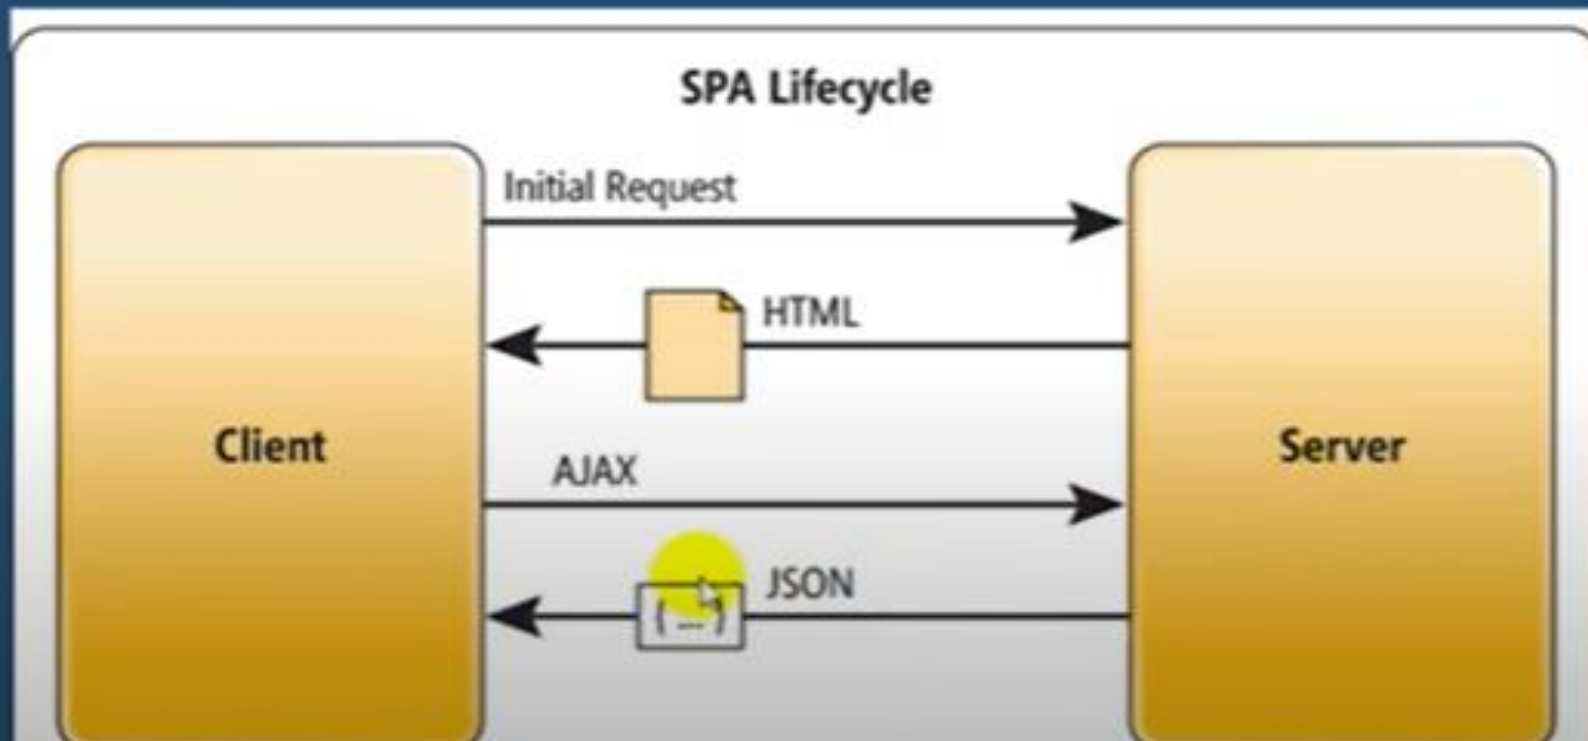 SPA Lifecycle
Initial Request
HTML
Client
Server
AJAX
JSON
{...}